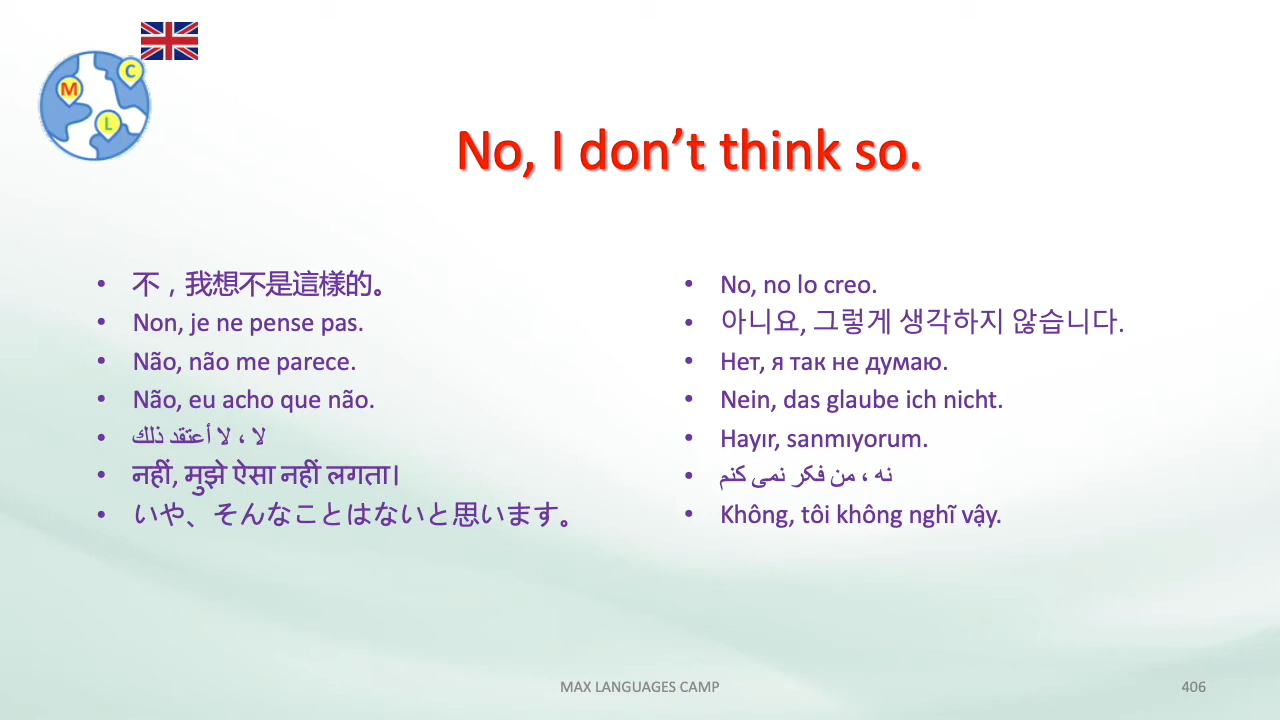 M C L
No, I don’t think so.
• 不，我想不是這樣的。
• Non, je ne pense pas.
• Não, não me parece.
• Não, eu acho que não.
• لا ، لا أعتقد ذلك
• नहीं, मुझे ऐसा नहीं लगता।
• いや、そんなことはないと思います。
• No, no lo creo.
• 아니요, 그렇게 생각하지 않습니다.
• Нет, я так не думаю.
• Nein, das glaube ich nicht.
• Hayır, sanmıyorum.
• نه ، من فکر نمی کنم
• Không, tôi không nghĩ vậy.
MAX LANGUAGES CAMP
406